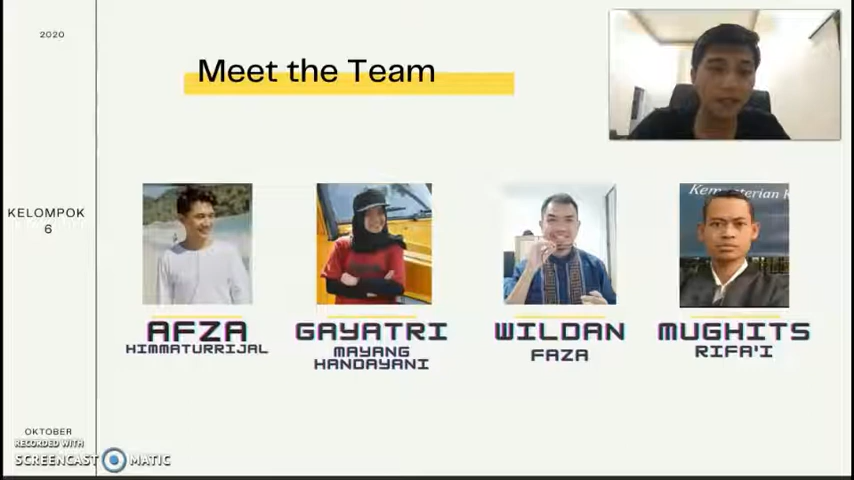 2020
Meet the Team
Kementerian
KELOMPOK
6
AFZA
HIMMATURRIJAL
GAYATRI
MAYANG
HANDAYANI
WILDAN
FAZA
MUGHITS
RIFA'I
OKTOBER
RECORDED WITH
SCREENCAST MATIC